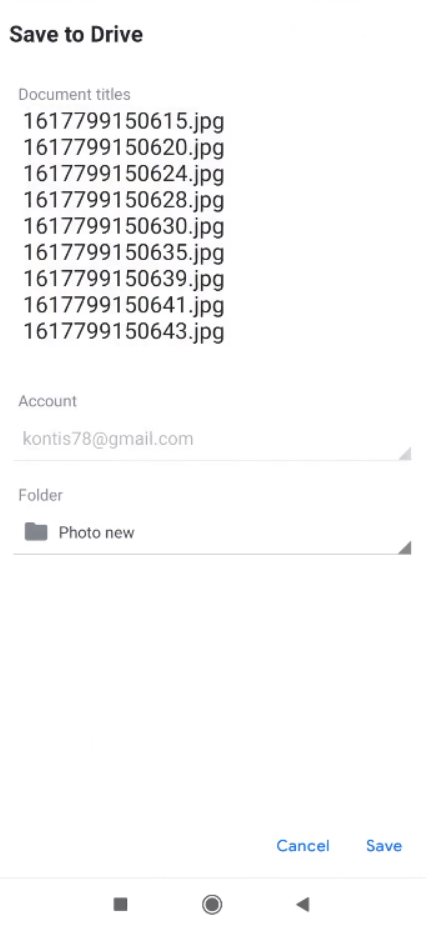 Save to Drive
Document titles
1617799150615.jpg
1617799150620.jpg
1617799150624.jpg
1617799150628.jpg
1617799150630.jpg
1617799150635.jpg
1617799150639.jpg
1617799150641.jpg
1617799150643.jpg
Account
kontis78@gmail.com
Folder
Photo new
Cancel Save